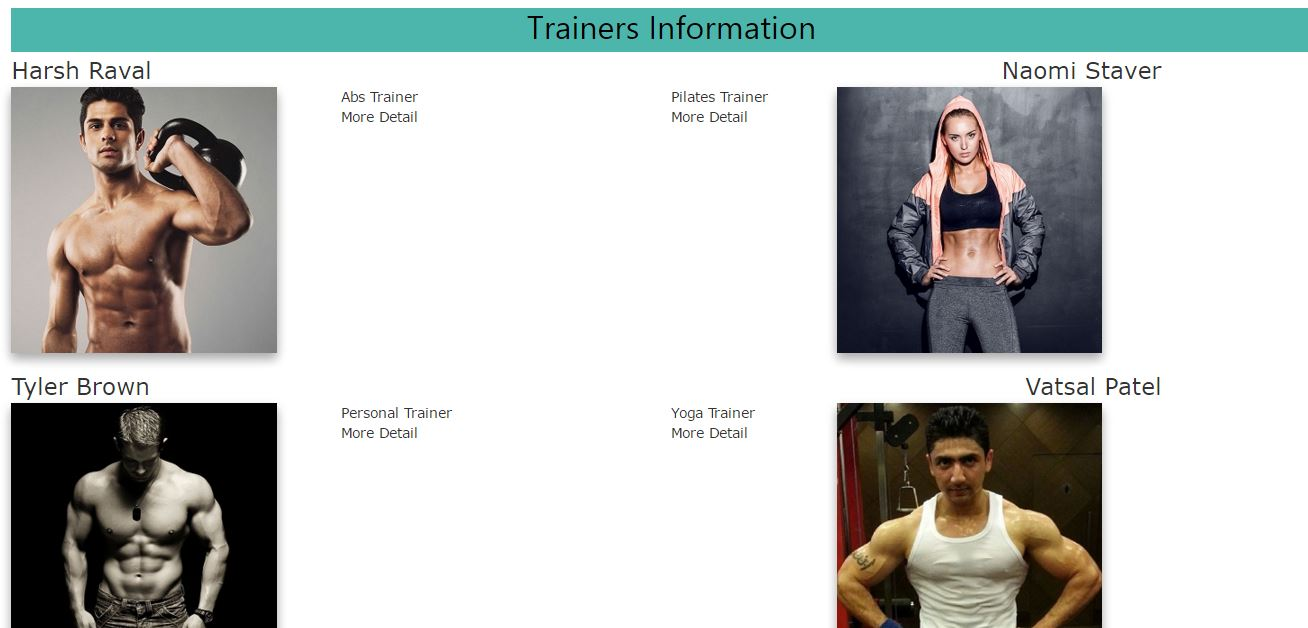 Trainers Information
Harsh Raval
Naomi Staver
Abs Trainer
More Detail
Pilates Trainer
More Detail
Tyler Brown
Vatsal Patel
Personal Trainer
More Detail
Yoga Trainer
More Detail